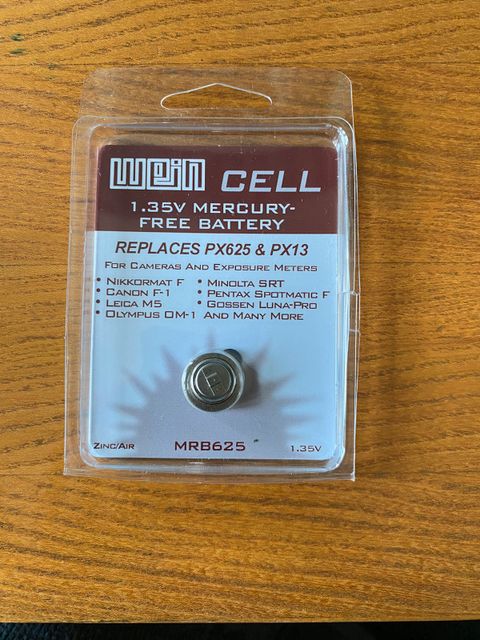 WEIN CELL
1.35V MERCURY-
FREE BATTERY
REPLACES PX625 & PX13
FOR CAMERAS AND EXPOSURE METERS
• NIKKORMAT F • MINOLTA SRT
• CANON F-1 • PENTAX SPOTMATIC F
• LEICA M5 • GOSSEN LUNA-PRO
• OLYMPUS OM-1 AND MANY MORE
ZINC/AIR MRB625 1.35V